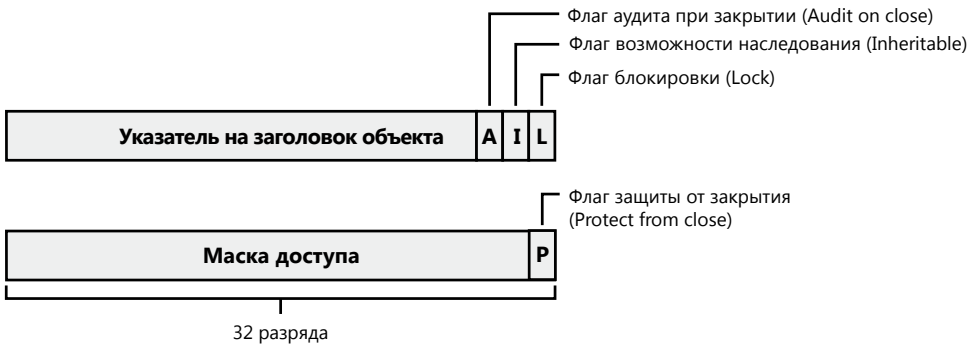 Флаг аудита при закрытии (Audit on close)
Флаг возможности наследования (Inheritable)
Флаг блокировки (Lock)
Указатель на заголовок объекта A I L
Флаг защиты от закрытия
(Protect from close)
Маска доступа P
32 разряда